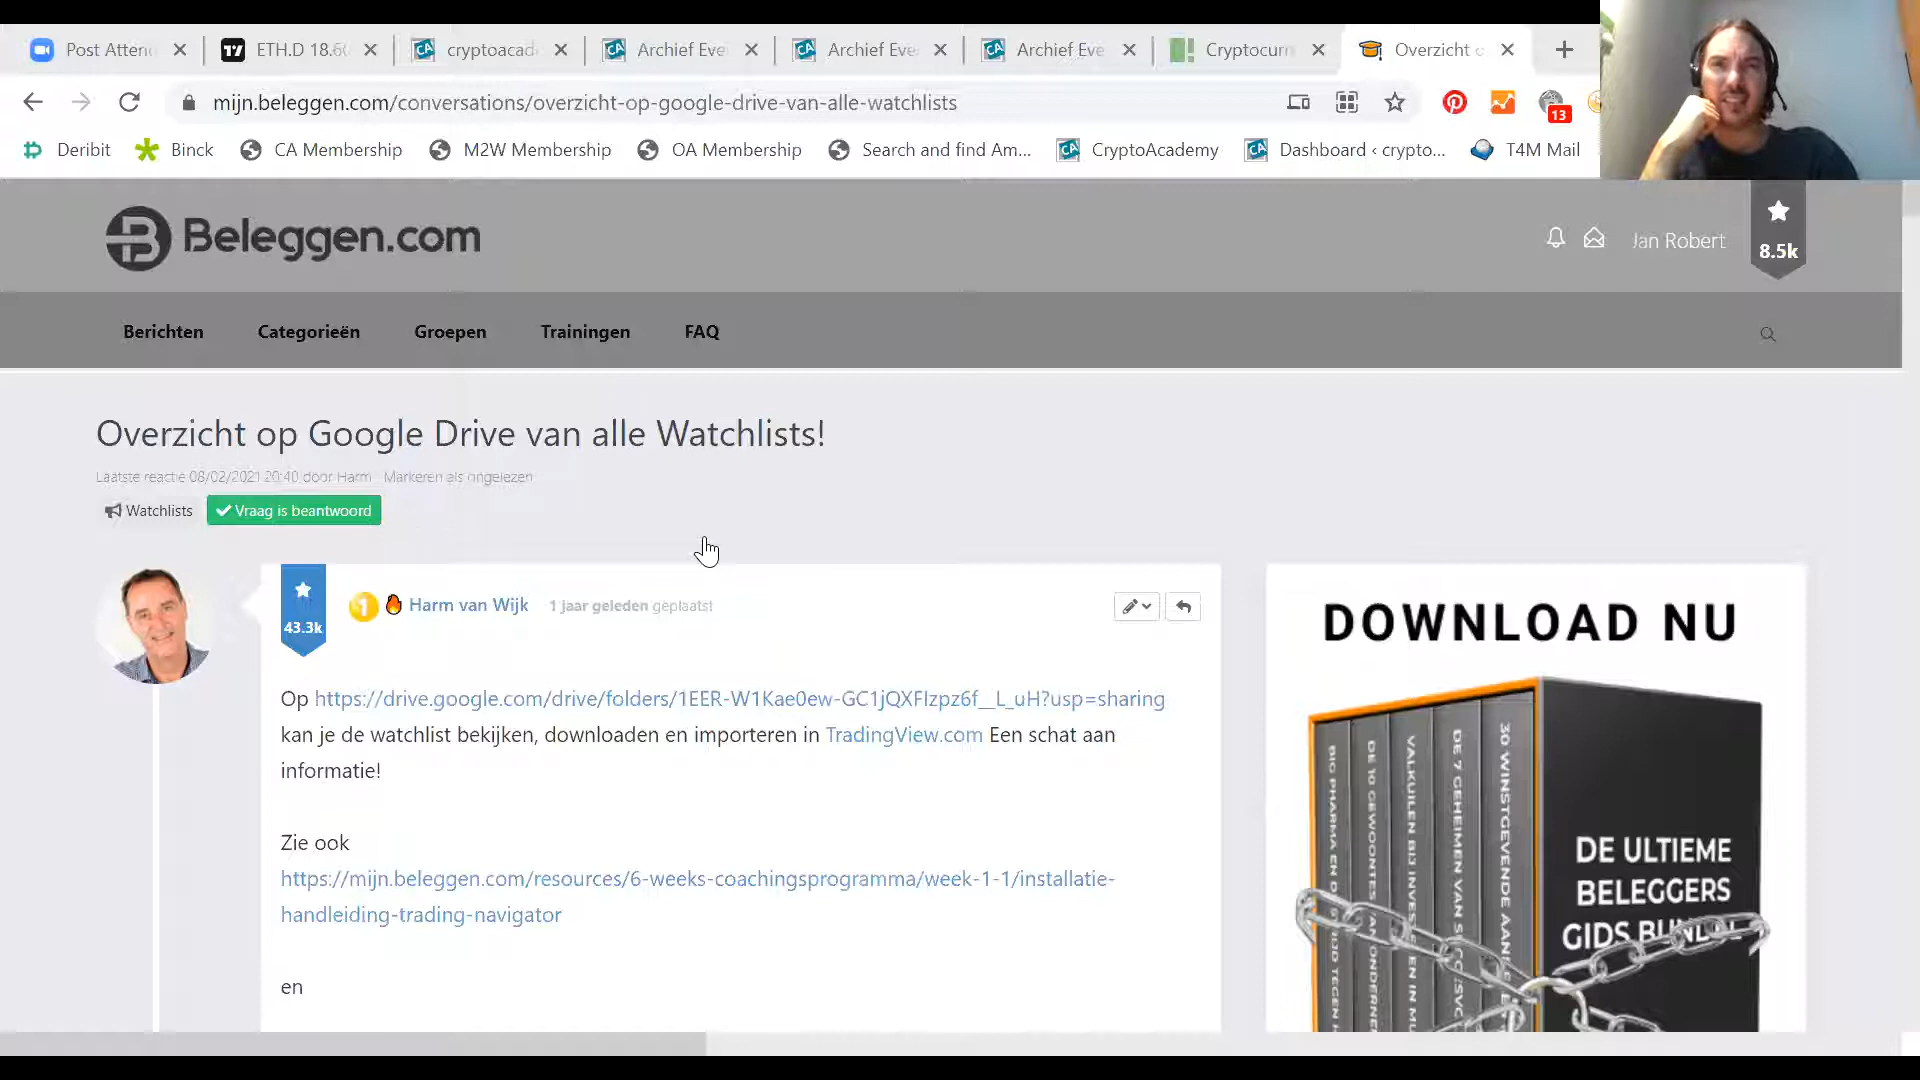 Post Atten
ETH.D 18.60
cryptoacad
Archief Eve
Archief Eve
Archief Eve
Cryptocurr
Overzicht o
mijn.beleggen.com/conversations/overzicht-op-google-drive-van-alle-watchlists
13
Deribit
Binck
CA Membership
M2W Membership
OA Membership
Search and find Am...
CryptoAcademy
Dashboard ‹ crypto...
T4M Mail
Beleggen.com
Jan Robert
8.5k
Berichten
Categorieën
Groepen
Trainingen
FAQ
Overzicht op Google Drive van alle Watchlists!
Laatste reactie 08/02/2021 20:40 door Harm Markeren als ongelezen
Watchlists
Vraag is beantwoord
43.3k
1
Harm van Wijk
1 jaar geleden geplaatst
Op https://drive.google.com/drive/folders/1EER-W1Kae0ew-GC1jQXFIzpz6f__L_uH?usp=sharing
kan je de watchlist bekijken, downloaden en importeren in TradingView.com Een schat aan
informatie!
Zie ook
https://mijn.beleggen.com/resources/6-weeks-coachingsprogramma/week-1-1/installatie-
handleiding-trading-navigator
en
DOWNLOAD NU
DE ULTIEME
BELEGGERS
GIDS